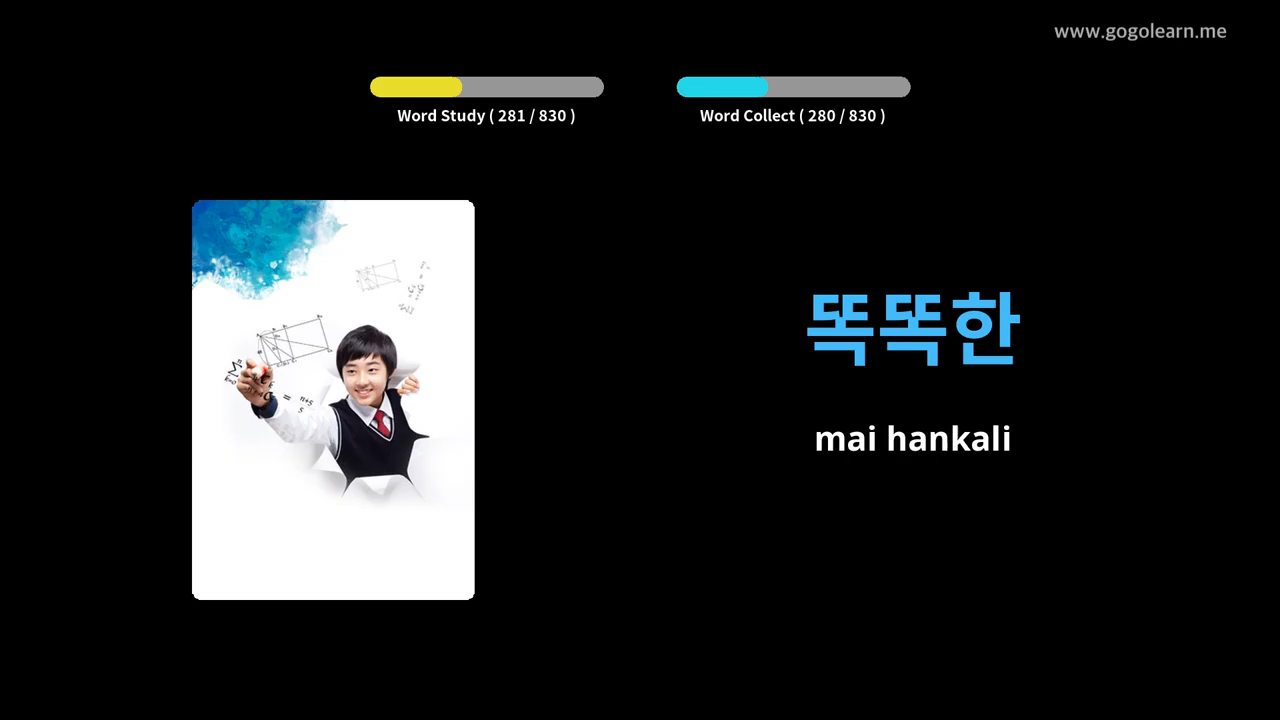 www.gogolearn.me
Word Study ( 281 / 830 )
Word Collect ( 280 / 830 )
똑똑한
mai hankali